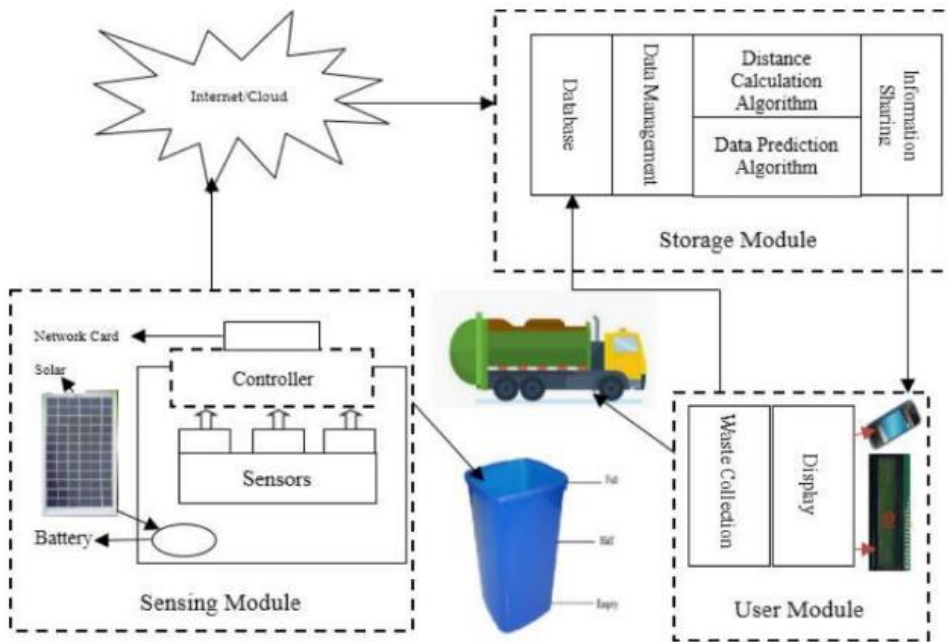 Internet/Cloud
Database
Data Management
Distance
Calculation
Algorithm
Data Prediction
Algorithm
Information
Sharing
Storage Module
Network Card
Solar
Controller
Sensors
Battery
Sensing Module
Full
Half
Empty
Waste Collection
Display
User Module